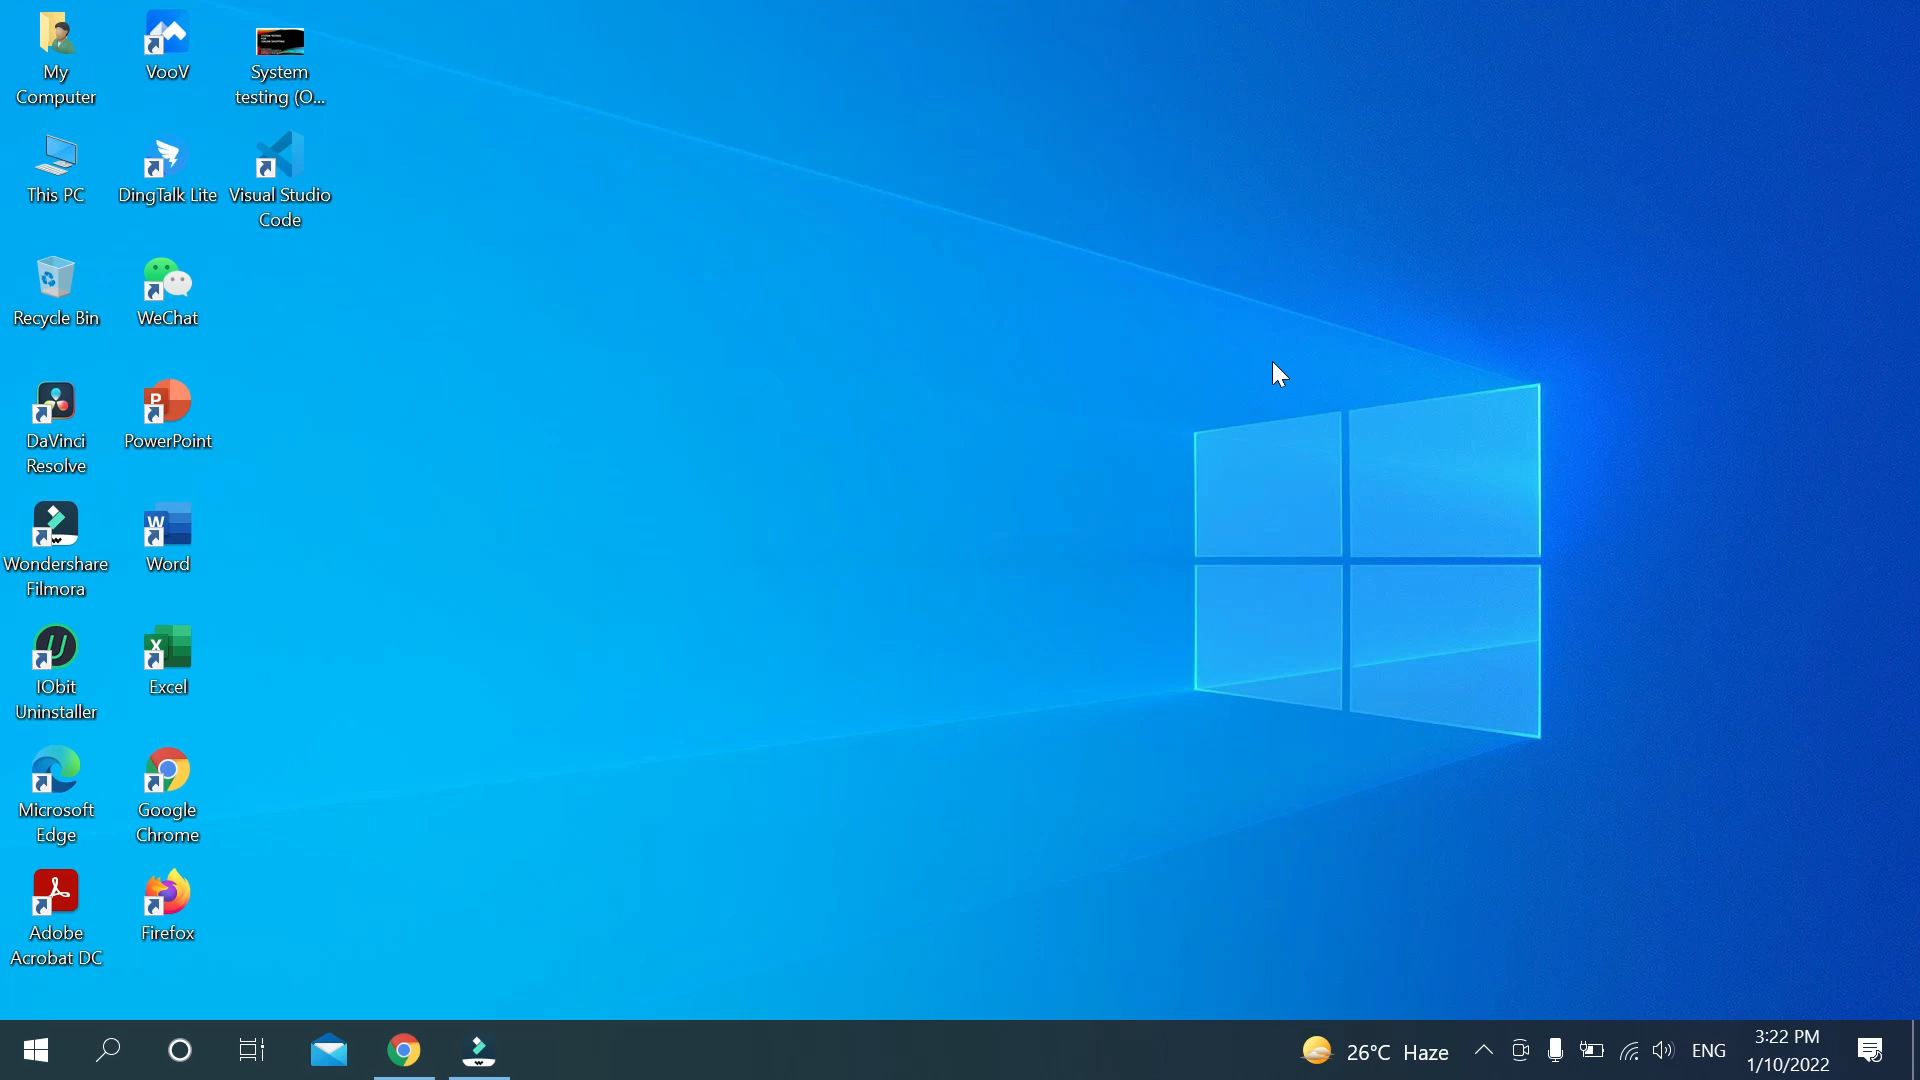 My
Computer
VooV
System
testing (O...
This PC
DingTalk Lite
Visual Studio
Code
Recycle Bin
WeChat
DaVinci
Resolve
PowerPoint
Wondershare
Filmora
Word
IObit
Uninstaller
Excel
Microsoft
Edge
Google
Chrome
Adobe
Acrobat DC
Firefox
26°C Haze
ENG
3:22 PM
1/10/2022